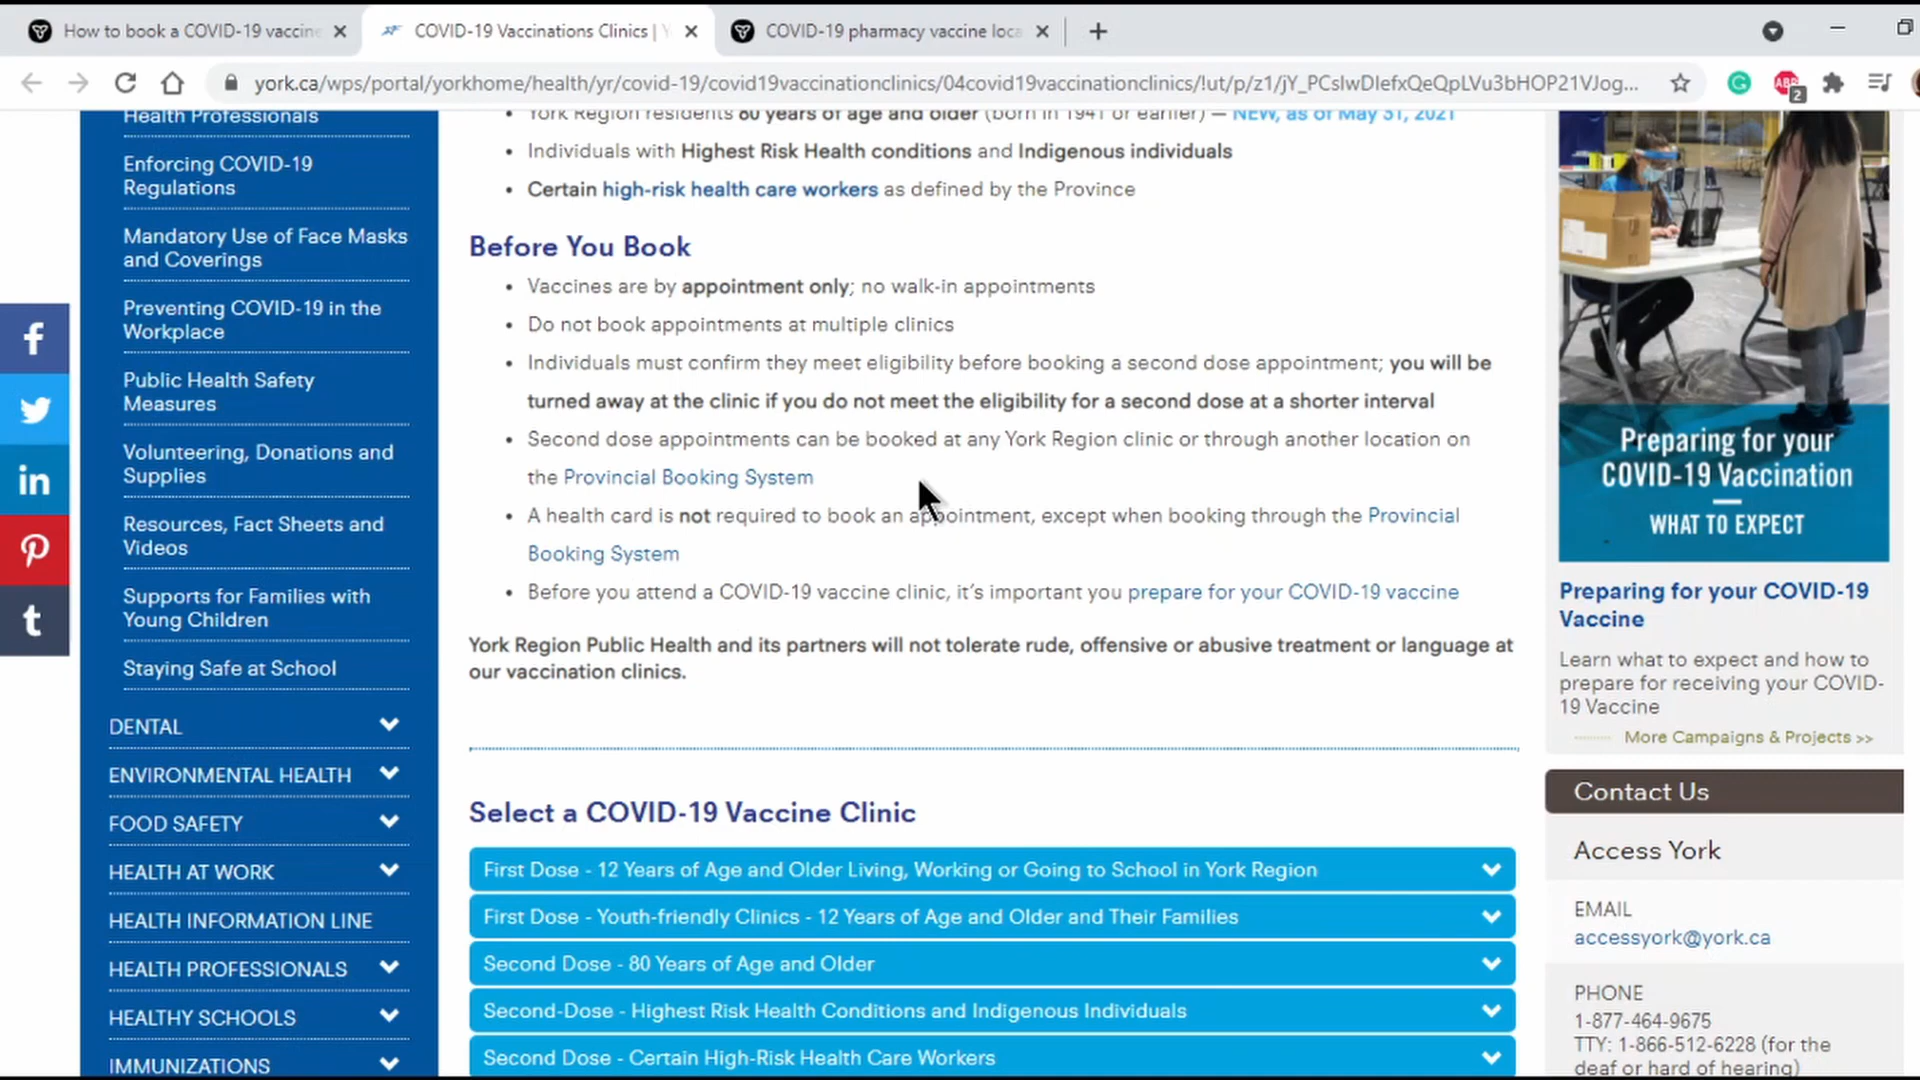 How to book a COVID-19 vaccine
COVID-19 Vaccinations Clinics |
COVID-19 pharmacy vaccine loca
york.ca/wps/portal/yorkhome/health/yr/covid-19/covid19vaccinationclinics/04covid19vaccinationclinics/!ut/p/z1/jY_PCslwDIefxQeQpLVu3bHOP21VJog...
ABP
2
Health Professionals
Enforcing COVID-19
Regulations
Mandatory Use of Face Masks
and Coverings
Preventing COVID-19 in the
Workplace
Public Health Safety
Measures
Volunteering, Donations and
Supplies
Resources, Fact Sheets and
Videos
Supports for Families with
Young Children
Staying Safe at School
DENTAL
ENVIRONMENTAL HEALTH
FOOD SAFETY
HEALTH AT WORK
HEALTH INFORMATION LINE
HEALTH PROFESSIONALS
HEALTHY SCHOOLS
IMMUNIZATIONS
York Region residents 80 years of age and older (born in 1941 or earlier) — NEW, as of May 31, 2021
Individuals with Highest Risk Health conditions and Indigenous individuals
Certain high-risk health care workers as defined by the Province
Before You Book
Vaccines are by appointment only; no walk-in appointments
Do not book appointments at multiple clinics
Individuals must confirm they meet eligibility before booking a second dose appointment; you will be
turned away at the clinic if you do not meet the eligibility for a second dose at a shorter interval
Second dose appointments can be booked at any York Region clinic or through another location on
the Provincial Booking System
A health card is not required to book an appointment, except when booking through the Provincial
Booking System
Before you attend a COVID-19 vaccine clinic, it's important you prepare for your COVID-19 vaccine
York Region Public Health and its partners will not tolerate rude, offensive or abusive treatment or language at
our vaccination clinics.
Select a COVID-19 Vaccine Clinic
First Dose - 12 Years of Age and Older Living, Working or Going to School in York Region
First Dose - Youth-friendly Clinics - 12 Years of Age and Older and Their Families
Second Dose - 80 Years of Age and Older
Second-Dose - Highest Risk Health Conditions and Indigenous Individuals
Second Dose - Certain High-Risk Health Care Workers
Preparing for your
COVID-19 Vaccination
WHAT TO EXPECT
Preparing for your COVID-19
Vaccine
Learn what to expect and how to
prepare for receiving your COVID-
19 Vaccine
More Campaigns & Projects >>
Contact Us
Access York
EMAIL
accessyork@york.ca
PHONE
1-877-464-9675
TTY: 1-866-512-6228 (for the
deaf or hard of hearing)